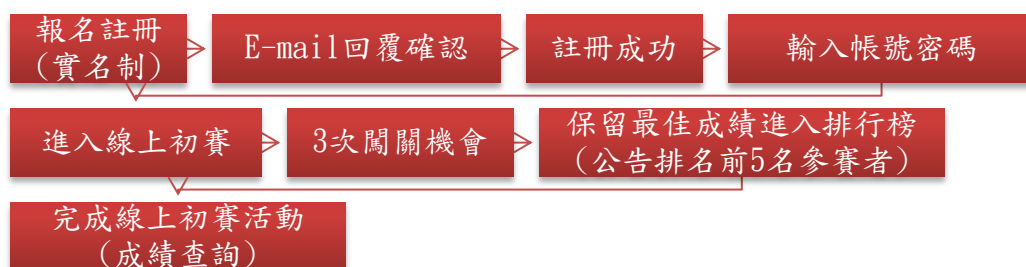 報名註冊
(實名制)
E-mail回覆確認
註冊成功
輸入帳號密碼
進入線上初賽
3次闖關機會
保留最佳成績進入排行榜
(公告排名前5名參賽者)
完成線上初賽活動
(成績查詢)